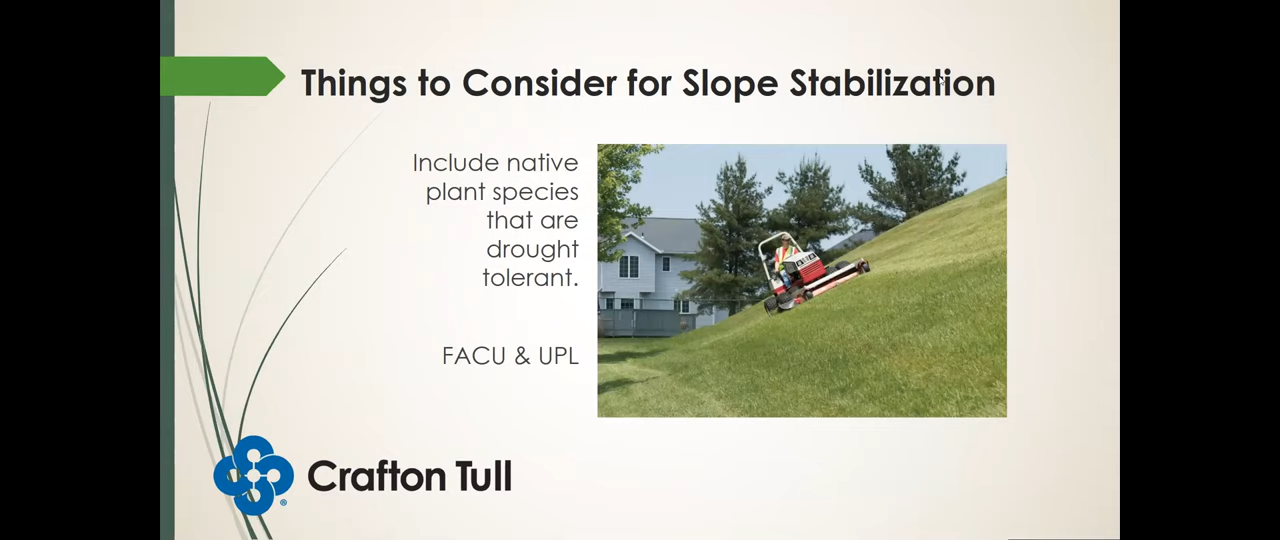 Things to Consider for Slope Stabilization
Include native
plant species
that are
drought
tolerant.
FACU & UPL
Crafton Tull
®